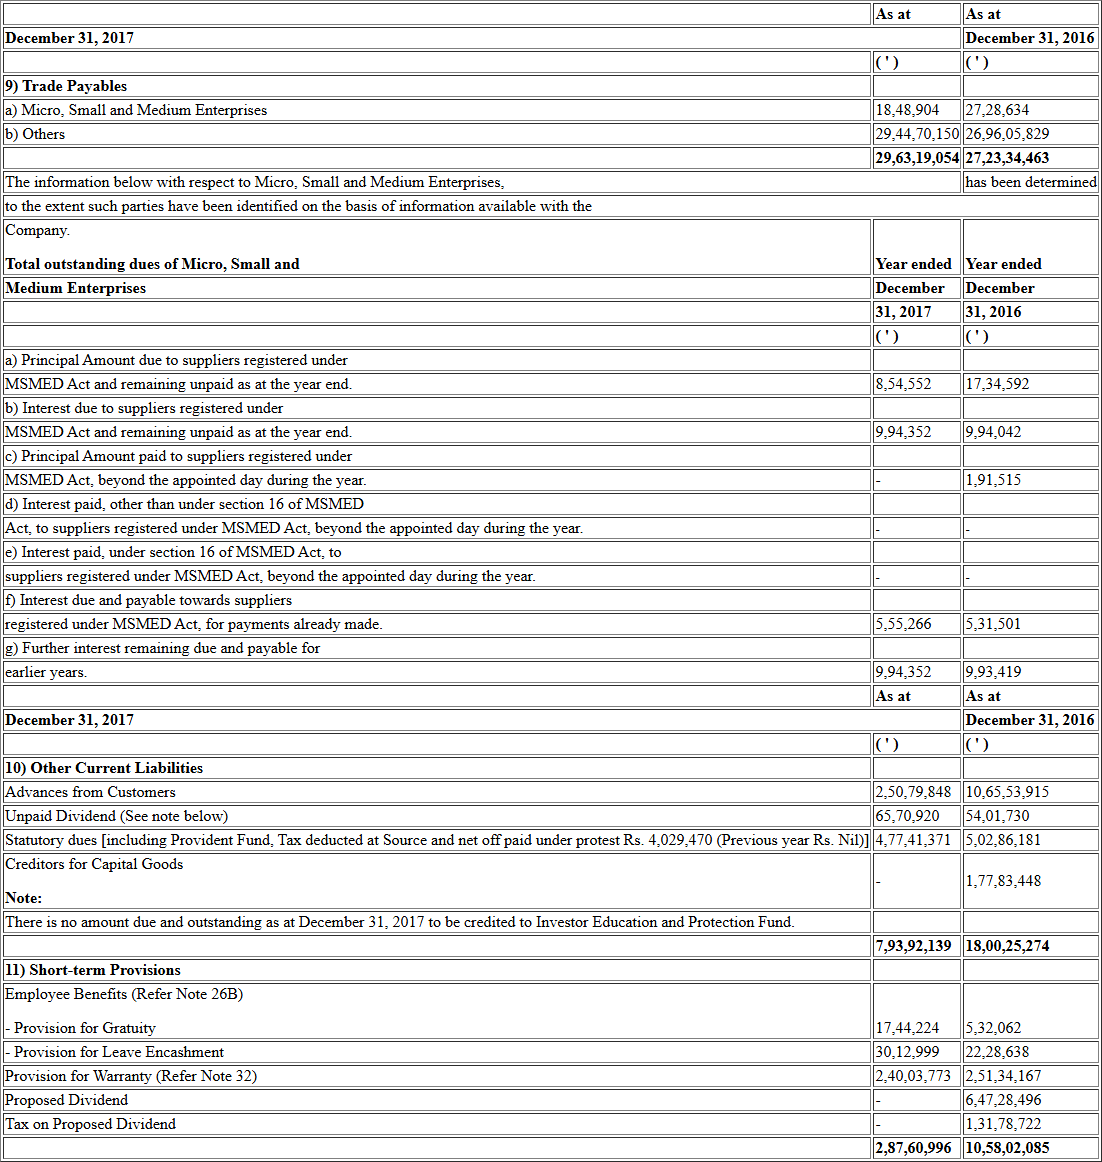 As at As at
December 31, 2017 December 31, 2016
(') (')
9) Trade Payables
a) Micro, Small and Medium Enterprises 18,48,904 27,28,634
b) Others 29,44,70,150 26,96,05,829
29,63,19,054 27,23,34,463
The information below with respect to Micro, Small and Medium Enterprises, has been determined
to the extent such parties have been identified on the basis of information available with the
Company.
Total outstanding dues of Micro, Small and Year ended Year ended
Medium Enterprises December December
31, 2017 31, 2016
(') (')
a) Principal Amount due to suppliers registered under
MSMED Act and remaining unpaid as at the year end. 8,54,552 17,34,592
b) Interest due to suppliers registered under
MSMED Act and remaining unpaid as at the year end. 9,94,352 9,94,042
c) Principal Amount paid to suppliers registered under
MSMED Act, beyond the appointed day during the year. - 1,91,515
d) Interest paid, other than under section 16 of MSMED
Act, to suppliers registered under MSMED Act, beyond the appointed day during the year. - -
e) Interest paid, under section 16 of MSMED Act, to
suppliers registered under MSMED Act, beyond the appointed day during the year. - -
f) Interest due and payable towards suppliers
registered under MSMED Act, for payments already made. 5,55,266 5,31,501
g) Further interest remaining due and payable for
earlier years. 9,94,352 9,93,419
As at As at
December 31, 2017 December 31, 2016
(') (')
10) Other Current Liabilities
Advances from Customers 2,50,79,848 10,65,53,915
Unpaid Dividend (See note below) 65,70,920 54,01,730
Statutory dues [including Provident Fund, Tax deducted at Source and net off paid under protest Rs. 4,029,470 (Previous year Rs. Nil)] 4,77,41,371 5,02,86,181
Creditors for Capital Goods - 1,77,83,448
Note:
There is no amount due and outstanding as at December 31, 2017 to be credited to Investor Education and Protection Fund.
7,93,92,139 18,00,25,274
11) Short-term Provisions
Employee Benefits (Refer Note 26B)
- Provision for Gratuity 17,44,224 5,32,062
- Provision for Leave Encashment 30,12,999 22,28,638
Provision for Warranty (Refer Note 32) 2,40,03,773 2,51,34,167
Proposed Dividend - 6,47,28,496
Tax on Proposed Dividend - 1,31,78,722
2,87,60,996 10,58,02,085